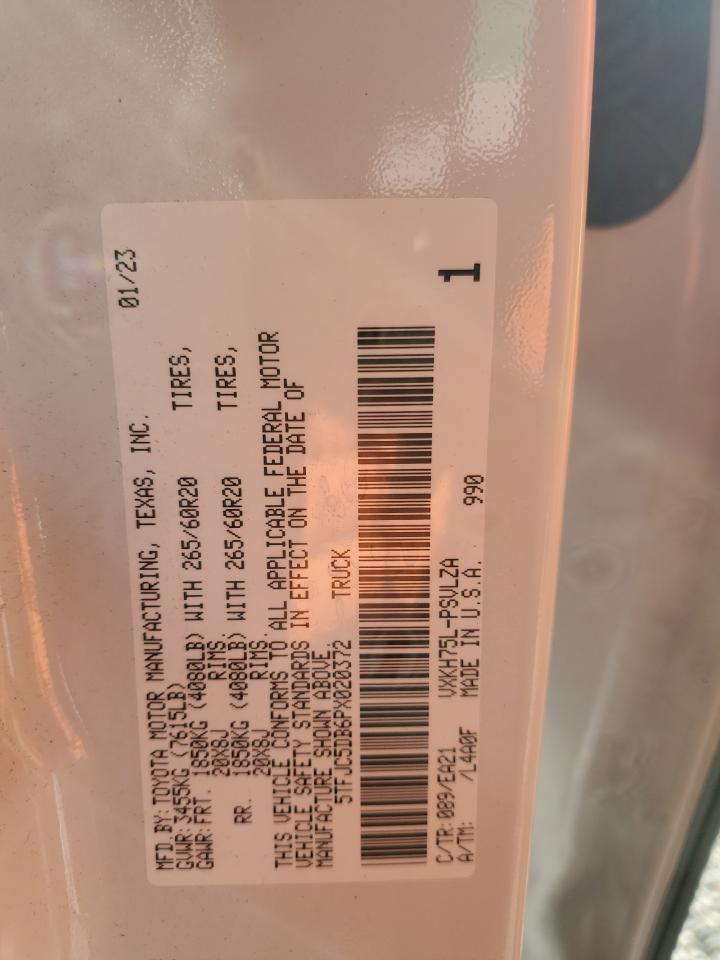 MFD.BY:TOYOTA MOTOR MANUFACTURING, TEXAS, INC. 01/23
GVWR:3455KG (7615LB)
GAWR:FRT. 1850KG (4080LB) WITH 265/60R20 TIRES,
20X8J RIMS.
RR. 1850KG (4080LB) WITH 265/60R20 TIRES,
20X8J RIMS.
THIS VEHICLE CONFORMS TO ALL APPLICABLE FEDERAL MOTOR
VEHICLE SAFETY STANDARDS IN EFFECT ON THE DATE OF
MANUFACTURE SHOWN ABOVE.
5TFJC5DB6PX020372 TRUCK
C/TR:089/EA21 VXKH75L-PSVLZA 990 1
A/TM: /L4A0F MADE IN U.S.A.